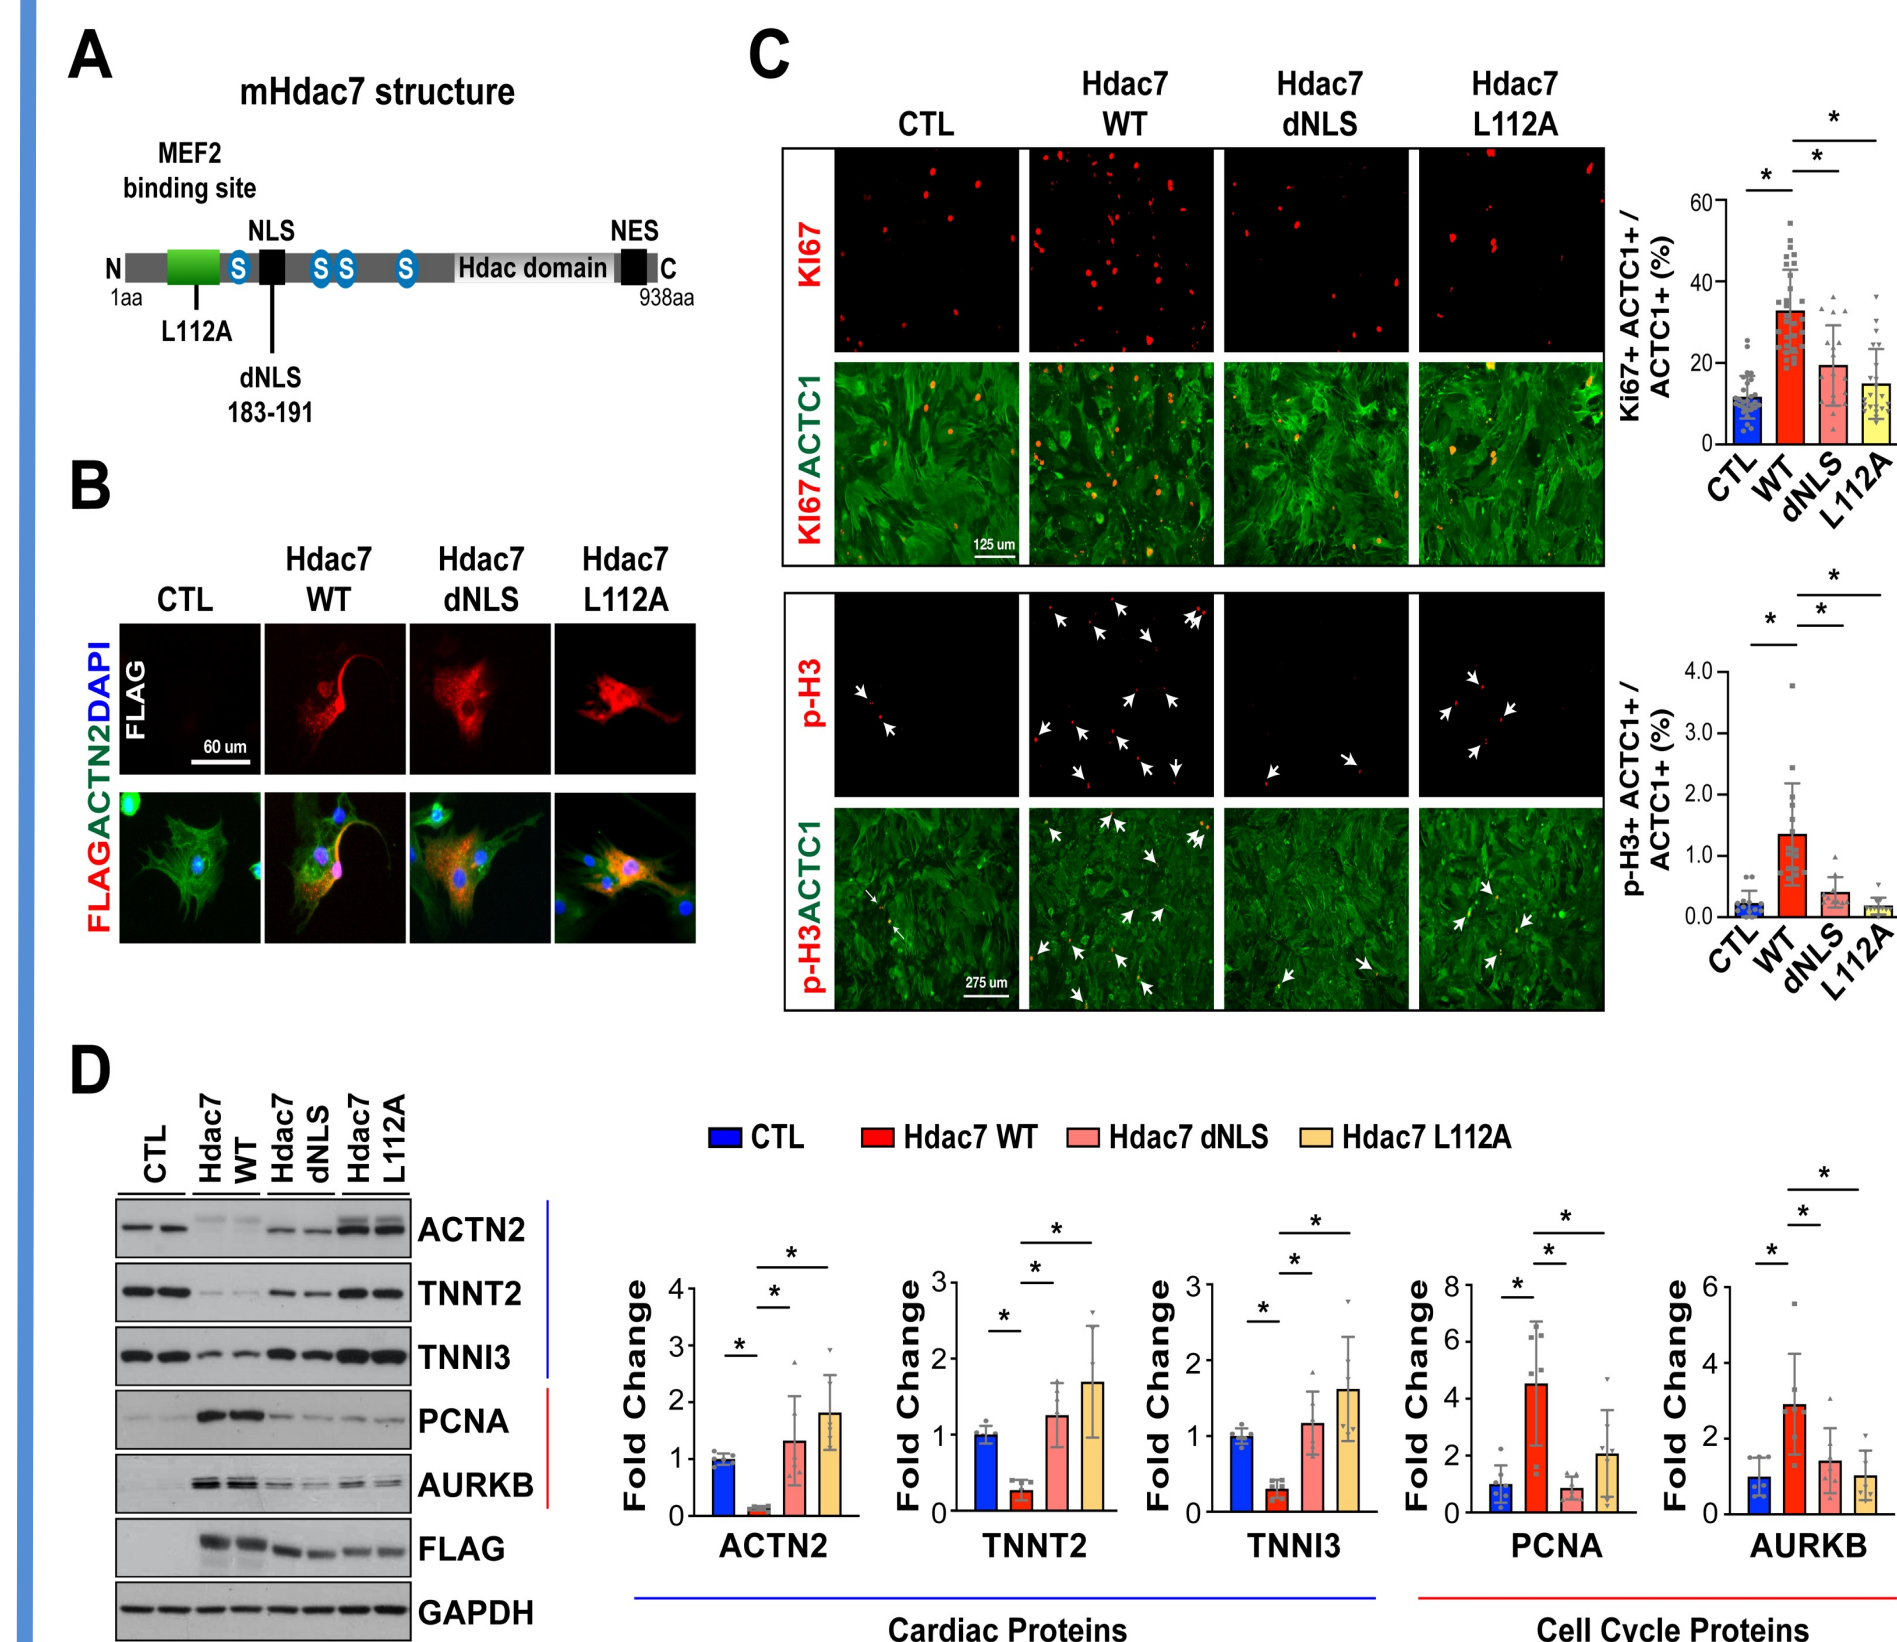 A
mHdac7 structure
MEF2
binding site
NLS
NES
N
S
S
S
S
Hdac domain
C
1aa
938aa
L112A
dNLS
183-191
B
CTL
Hdac7
WT
Hdac7
dNLS
Hdac7
L112A
FLAGACTN2DAPI
FLAG
60 um
C
CTL
Hdac7
WT
Hdac7
dNLS
Hdac7
L112A
KI67
KI67ACTC1
125 um
Ki67+ ACTC1+ /
ACTC1+ (%)
60
40
20
0
*
*
*
CTL
WT
dNLS
L112A
p-H3
p-H3ACTC1
275 um
p-H3+ ACTC1+ /
ACTC1+ (%)
4.0
3.0
2.0
1.0
0.0
*
*
*
CTL
WT
dNLS
L112A
D
CTL
Hdac7
WT
Hdac7
dNLS
Hdac7
L112A
ACTN2
TNNT2
TNNI3
PCNA
AURKB
FLAG
GAPDH
CTL
Hdac7 WT
Hdac7 dNLS
Hdac7 L112A
Fold Change
4
3
2
1
0
*
*
*
ACTN2
Fold Change
3
2
1
0
*
*
*
TNNT2
Fold Change
3
2
1
0
*
*
*
TNNI3
Fold Change
8
6
4
2
0
*
*
*
PCNA
Fold Change
6
4
2
0
*
*
*
AURKB
Cardiac Proteins
Cell Cycle Proteins